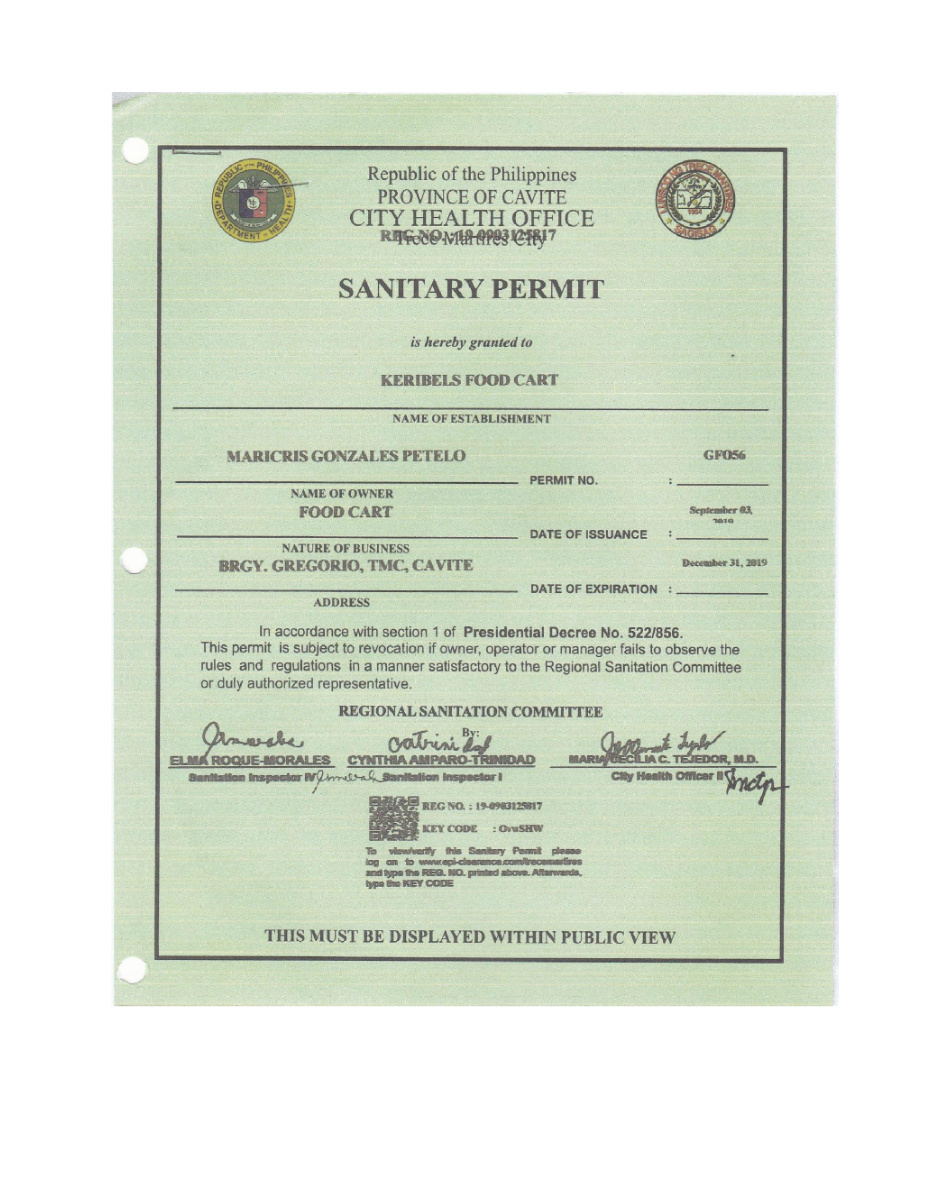 Republic of the Philippines
PROVINCE OF CAVITE
CITY HEALTH OFFICE
REG NO. : 19-0903125817
Trece Martires City
REPUBLIC OF THE PHILIPPINES
DEPARTMENT OF HEALTH
LUNGSOD NG TRECE MARTIRES
1954
SAGISAG
SANITARY PERMIT
is hereby granted to
KERIBELS FOOD CART
NAME OF ESTABLISHMENT
MARICRIS GONZALES PETELO
GFO56
PERMIT NO. :
NAME OF OWNER
FOOD CART
September 03,
2019
DATE OF ISSUANCE :
NATURE OF BUSINESS
BRGY. GREGORIO, TMC, CAVITE
December 31, 2019
DATE OF EXPIRATION :
ADDRESS
In accordance with section 1 of Presidential Decree No. 522/856.
This permit is subject to revocation if owner, operator or manager fails to observe the
rules and regulations in a manner satisfactory to the Regional Sanitation Committee
or duly authorized representative.
REGIONAL SANITATION COMMITTEE
By:
ELMA ROQUE-MORALES CYNTHIA AMPARO-TRINIDAD MARIA CECILIA C. TEJEDOR, M.D.
Sanitation Inspector IV Sanitation Inspector I City Health Officer II
REG NO. : 19-0903125817
KEY CODE : OvuSHW
To view/verify this Sanitary Permit please
log on to www.epi-clearance.com/trecemartires
and type the REG. NO. printed above. Afterwards,
type the KEY CODE
THIS MUST BE DISPLAYED WITHIN PUBLIC VIEW